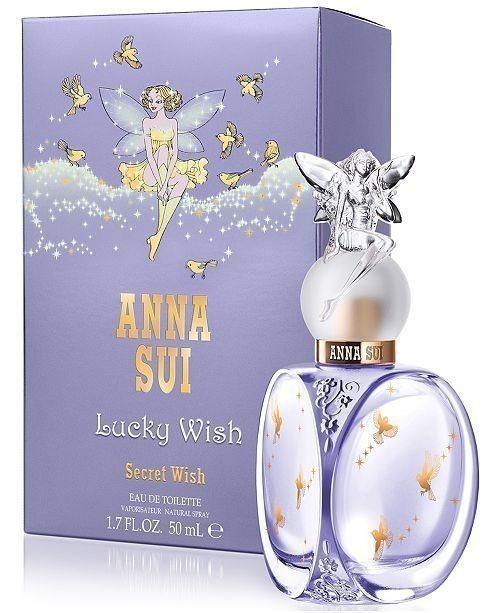 ANNA
SUI
Lucky Wish
Secret Wish
EAU DE TOILETTE
VAPORISATEUR NATURAL SPRAY
1.7 FL.OZ. 50 mL ℮
ANNA SUI